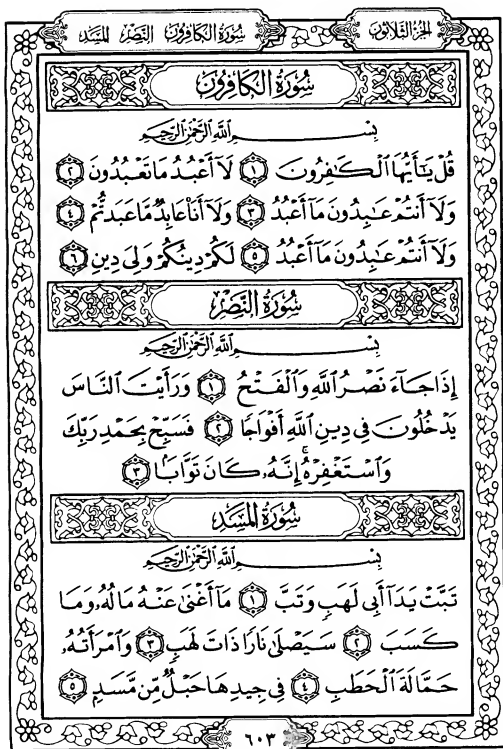 الجزء الثلاثون
سورة الكافرون النصر المسد
سُورَةُ الكَافِرُونَ
بِسْمِ اللَّهِ الرَّحْمَٰنِ الرَّحِيمِ
قُلْ يَٰٓأَيُّهَا ٱلْكَٰفِرُونَ ١ لَآ أَعْبُدُ مَا تَعْبُدُونَ ٢
وَلَآ أَنتُمْ عَٰبِدُونَ مَآ أَعْبُدُ ٣ وَلَآ أَنَا۠ عَابِدٌ مَّا عَبَدتُّمْ ٤
وَلَآ أَنتُمْ عَٰبِدُونَ مَآ أَعْبُدُ ٥ لَكُمْ دِينُكُمْ وَلِىَ دِينِ ٦
سُورَةُ النَّصْرِ
بِسْمِ اللَّهِ الرَّحْمَٰنِ الرَّحِيمِ
إِذَا جَآءَ نَصْرُ ٱللَّهِ وَٱلْفَتْحُ ١ وَرَأَيْتَ ٱلنَّاسَ
يَدْخُلُونَ فِى دِينِ ٱللَّهِ أَفْوَاجًا ٢ فَسَبِّحْ بِحَمْدِ رَبِّكَ
وَٱسْتَغْفِرْهُ ۚ إِنَّهُۥ كَانَ تَوَّابًۢا ٣
سُورَةُ المَسَدِ
بِسْمِ اللَّهِ الرَّحْمَٰنِ الرَّحِيمِ
تَبَّتْ يَدَآ أَبِى لَهَبٍ وَتَبَّ ١ مَآ أَغْنَىٰ عَنْهُ مَالُهُۥ وَمَا
كَسَبَ ٢ سَيَصْلَىٰ نَارًا ذَاتَ لَهَبٍ ٣ وَٱمْرَأَتُهُۥ
حَمَّالَةَ ٱلْحَطَبِ ٤ فِى جِيدِهَا حَبْلٌ مِّن مَّسَدٍۭ ٥
٦٠٣